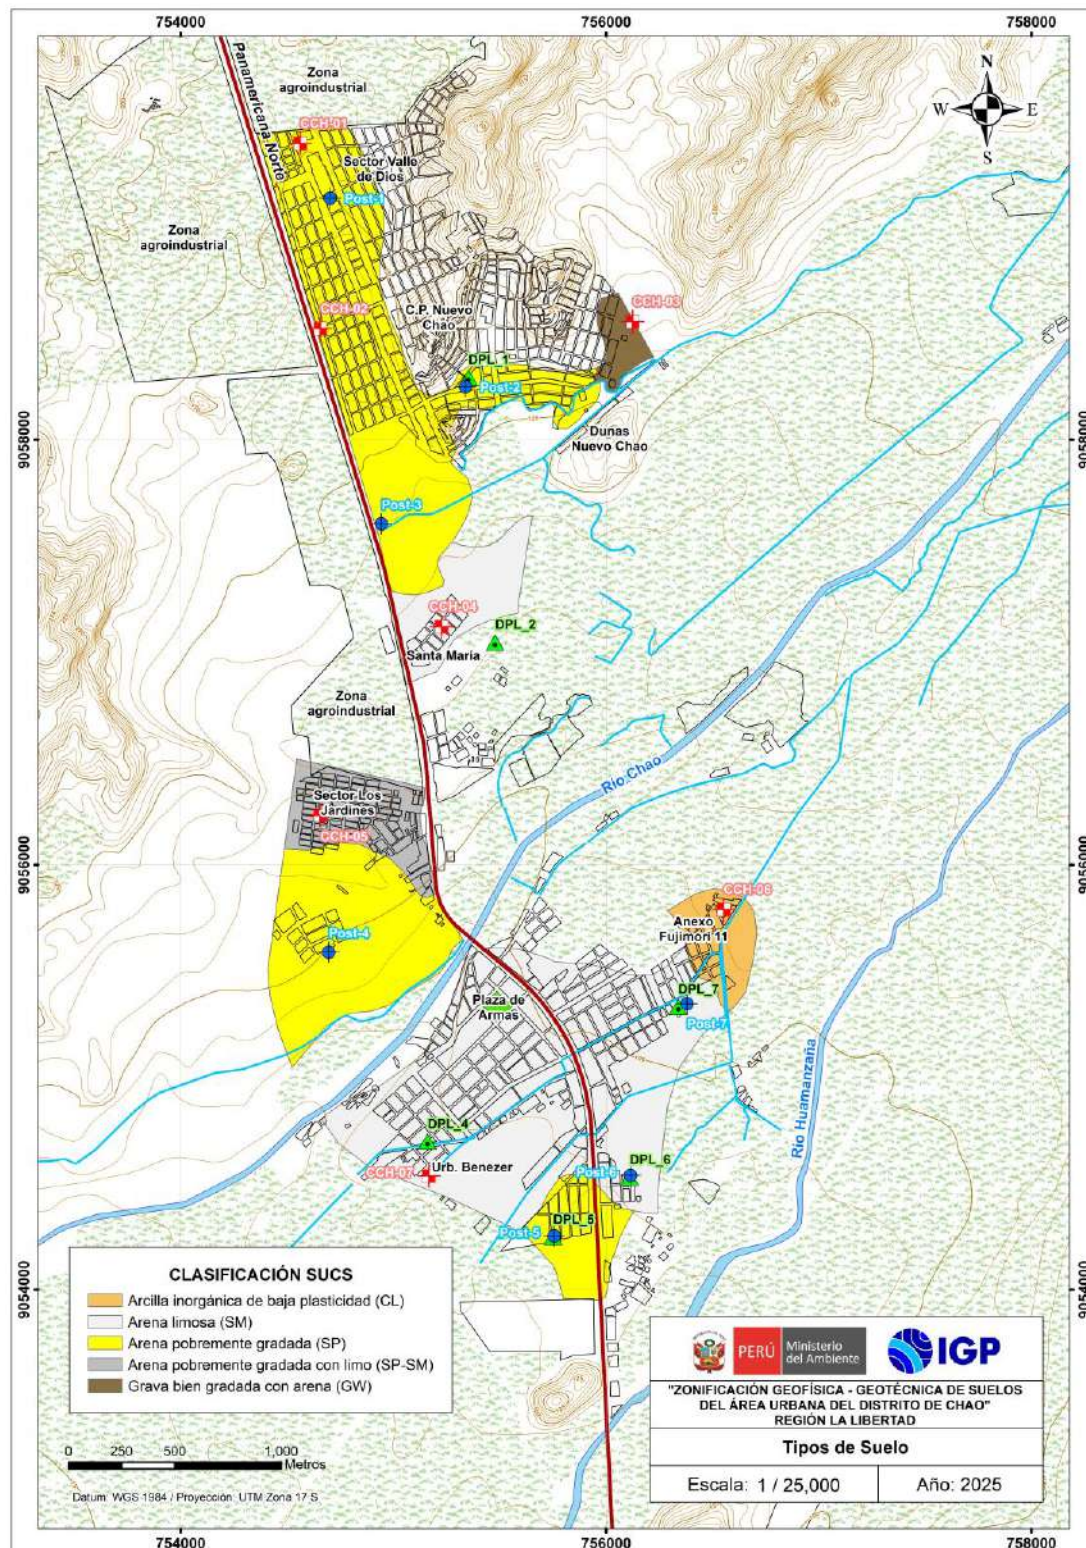 754000
756000
758000
Zona
agroindustrial
N
W
E
S
Panamericana Norte
CCH-01
Sector Valle
de Dios
Post-1
Zona
agroindustrial
CCH-02
C.P. Nuevo
Chao
CCH-03
DPL_1
Post-2
9058000
9058000
Dunas
Nuevo Chao
Post-3
CCH-04
DPL_2
Santa María
Zona
agroindustrial
Río Chao
Sector Los
Jardines
CCH-05
9056000
9056000
CCH-06
Anexo
Fujimori 11
Post-4
Plaza de
Armas
DPL_7
Post-7
Río Huamanzaña
DPL_4
CCH-07
Urb. Benezer
Post-6
DPL_6
DPL_5
Post-5
9054000
9054000
CLASIFICACIÓN SUCS
Arcilla inorgánica de baja plasticidad (CL)
Arena limosa (SM)
Arena pobremente gradada (SP)
Arena pobremente gradada con limo (SP-SM)
Grava bien gradada con arena (GW)
0 250 500 1,000
Metros
Datum: WGS 1984 / Proyección: UTM Zona 17 S
PERÚ
Ministerio
del Ambiente
IGP
"ZONIFICACIÓN GEOFÍSICA - GEOTÉCNICA DE SUELOS
DEL ÁREA URBANA DEL DISTRITO DE CHAO"
REGIÓN LA LIBERTAD
Tipos de Suelo
Escala: 1 / 25,000
Año: 2025
754000
756000
758000